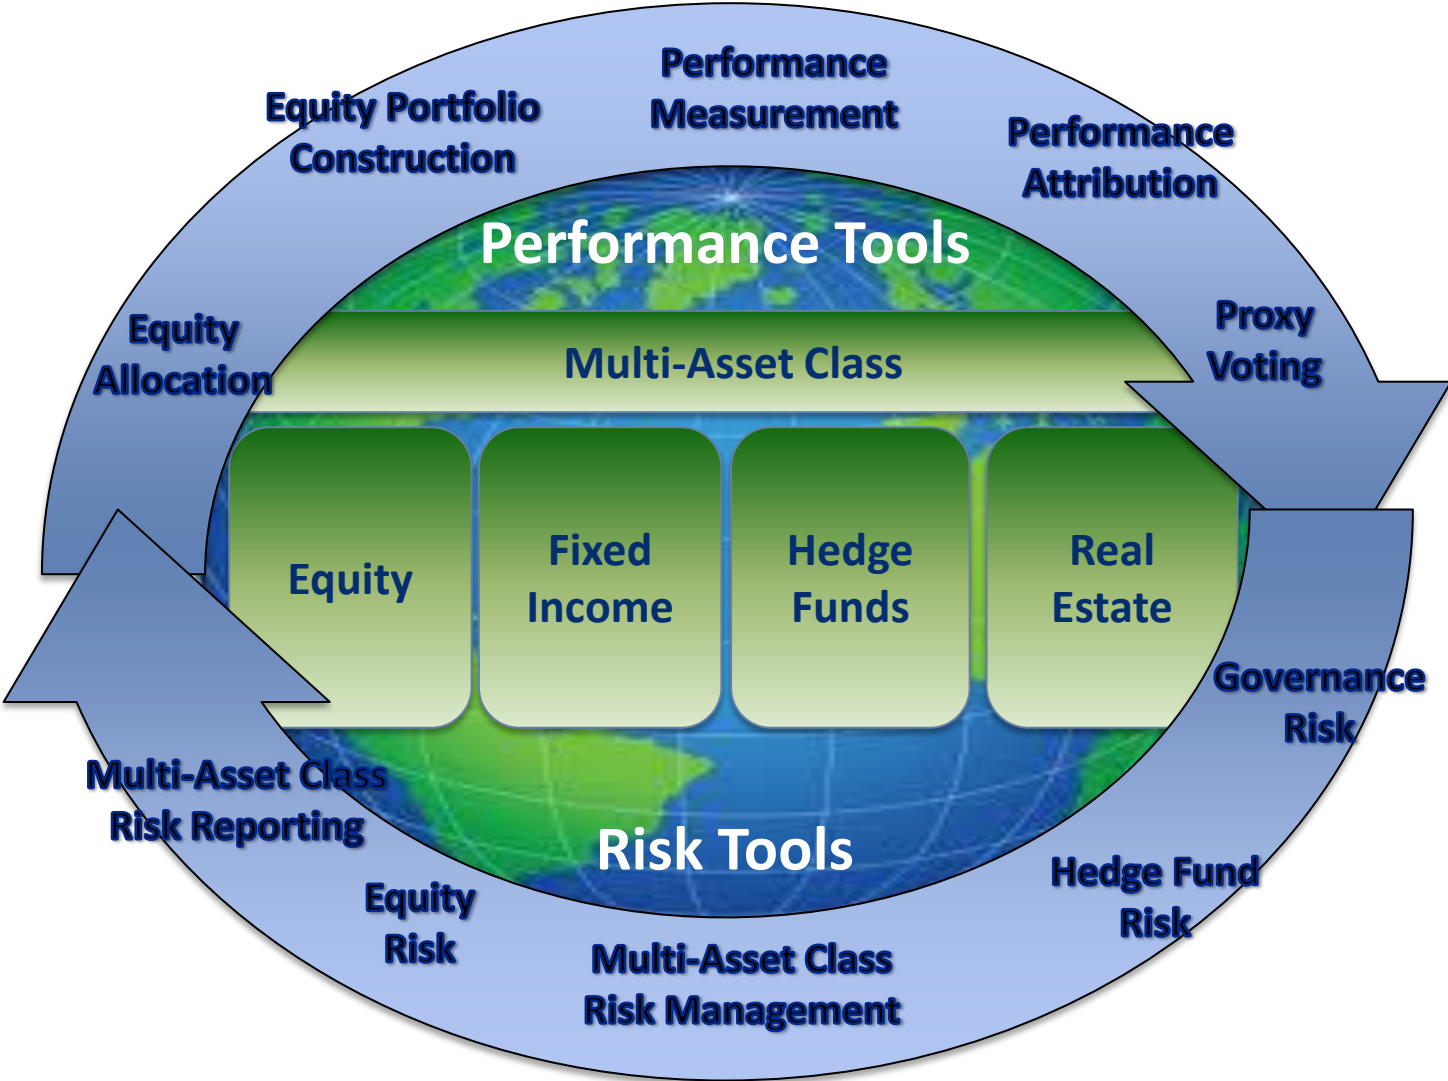 Performance
Measurement
Equity Portfolio
Construction
Performance
Attribution
Performance Tools
Equity
Allocation
Proxy
Voting
Multi-Asset Class
Equity
Fixed
Income
Hedge
Funds
Real
Estate
Governance
Risk
Multi-Asset Class
Risk Reporting
Risk Tools
Hedge Fund
Risk
Equity
Risk
Multi-Asset Class
Risk Management